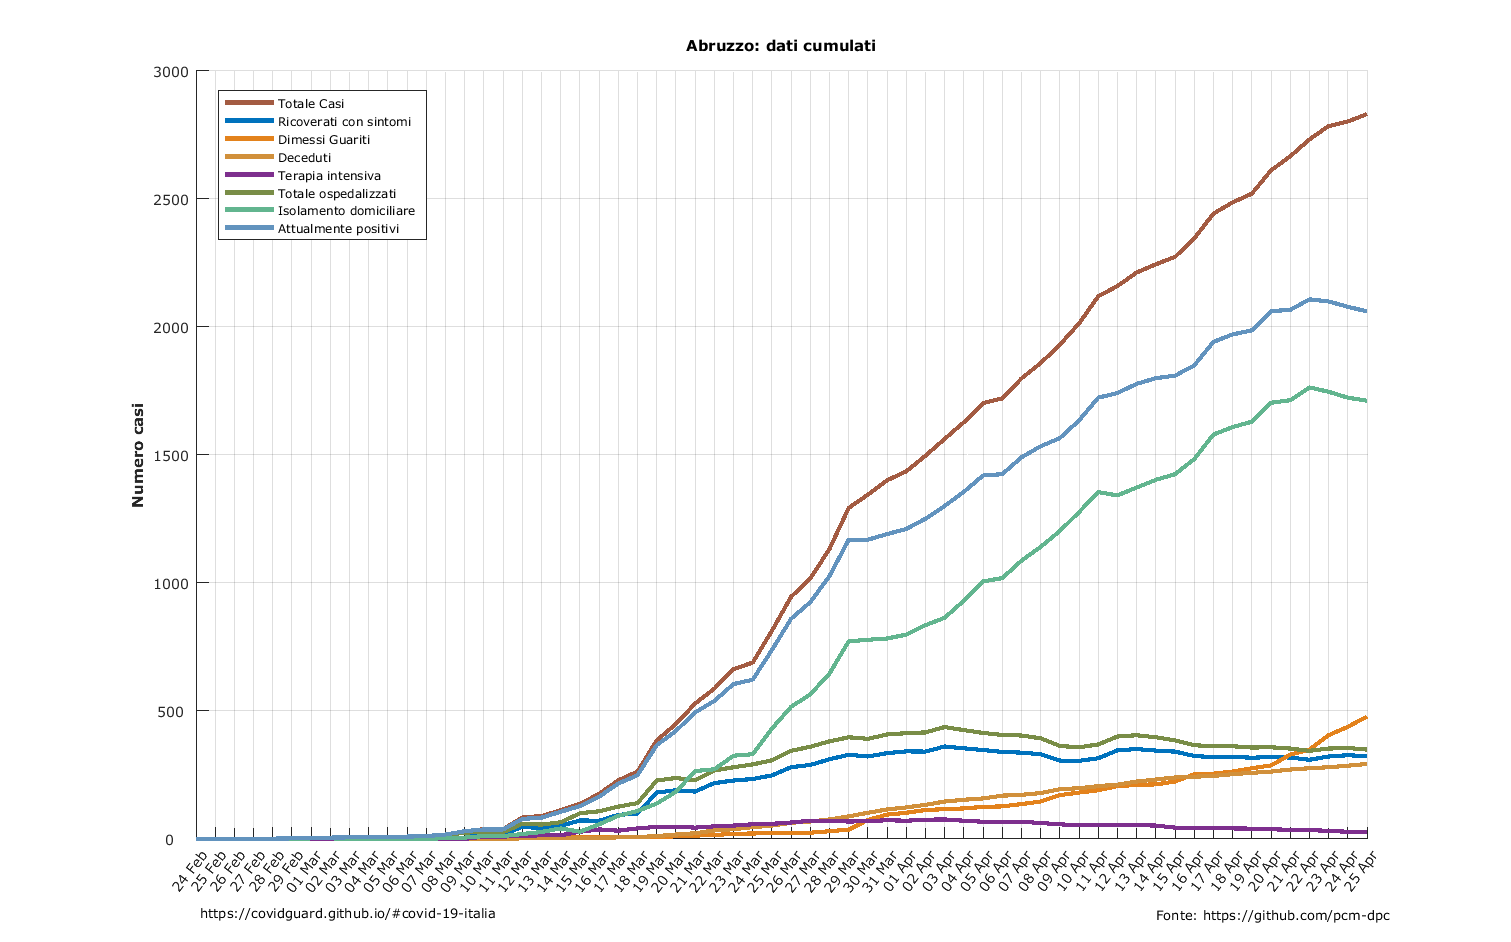 Abruzzo: dati cumulati
3000
2500
2000
1500
1000
500
0
Numero casi
Totale Casi
Ricoverati con sintomi
Dimessi Guariti
Deceduti
Terapia intensiva
Totale ospedalizzati
Isolamento domiciliare
Attualmente positivi
24 Feb
25 Feb
26 Feb
27 Feb
28 Feb
29 Feb
01 Mar
02 Mar
03 Mar
04 Mar
05 Mar
06 Mar
07 Mar
08 Mar
09 Mar
10 Mar
11 Mar
12 Mar
13 Mar
14 Mar
15 Mar
16 Mar
17 Mar
18 Mar
19 Mar
20 Mar
21 Mar
22 Mar
23 Mar
24 Mar
25 Mar
26 Mar
27 Mar
28 Mar
29 Mar
30 Mar
31 Mar
01 Apr
02 Apr
03 Apr
04 Apr
05 Apr
06 Apr
07 Apr
08 Apr
09 Apr
10 Apr
11 Apr
12 Apr
13 Apr
14 Apr
15 Apr
16 Apr
17 Apr
18 Apr
19 Apr
20 Apr
21 Apr
22 Apr
23 Apr
24 Apr
25 Apr
https://covidguard.github.io/#covid-19-italia
Fonte: https://github.com/pcm-dpc